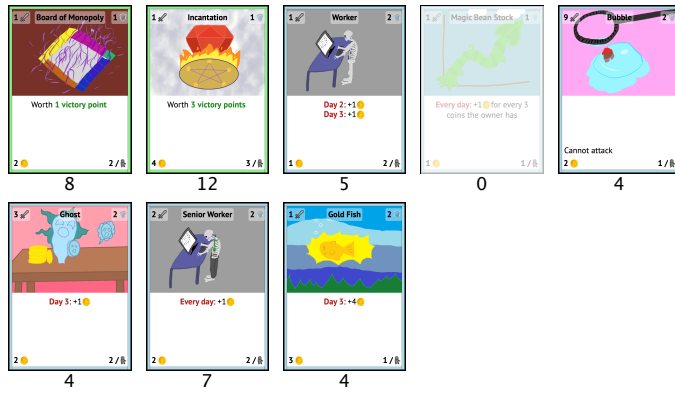 1 Board of Monopoly 1
Worth 1 victory point
2 2 /
8
1 Incantation 1
Worth 3 victory points
4 3 /
12
1 Worker 2
Day 2: +1
Day 3: +1
1 2 /
5
1 Magic Bean Stock 1
Every day: +1 for every 3
coins the owner has
1 1 /
0
9 Bubble 2
Cannot attack
2 1 /
4
3 Ghost 2
Day 3: +1
2 2 /
4
2 Senior Worker 2
Every day: +1
2 2 /
7
1 Gold Fish 2
Day 3: +4
3 1 /
4